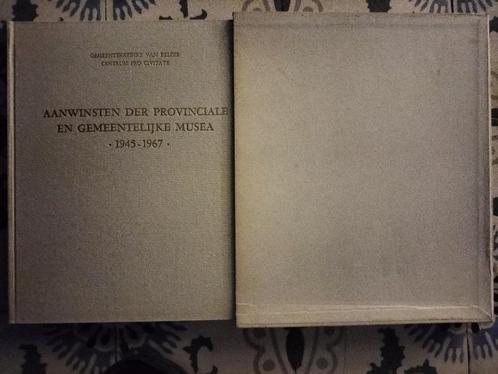 GEMEENTEKREDIET VAN BELGIË
CENTRUM PRO CIVITATE
AANWINSTEN DER PROVINCIALE
EN GEMEENTELIJKE MUSEA
· 1945-1967 ·